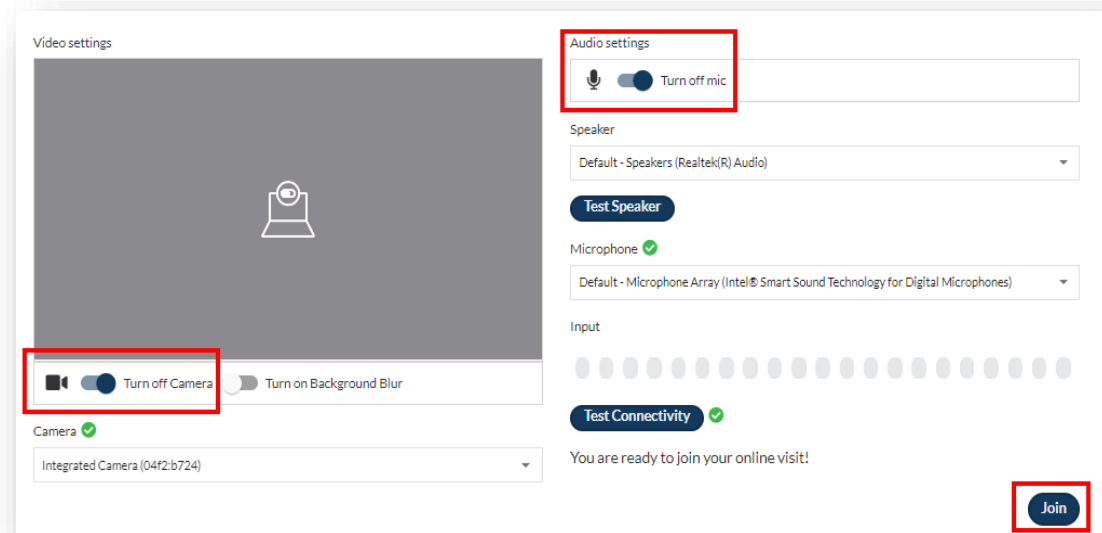 Video settings
Turn off Camera
Turn on Background Blur
Camera
Integrated Camera (04f2:b724)
Audio settings
Turn off mic
Speaker
Default - Speakers (Realtek(R) Audio)
Test Speaker
Microphone
Default - Microphone Array (Intel® Smart Sound Technology for Digital Microphones)
Input
Test Connectivity
You are ready to join your online visit!
Join